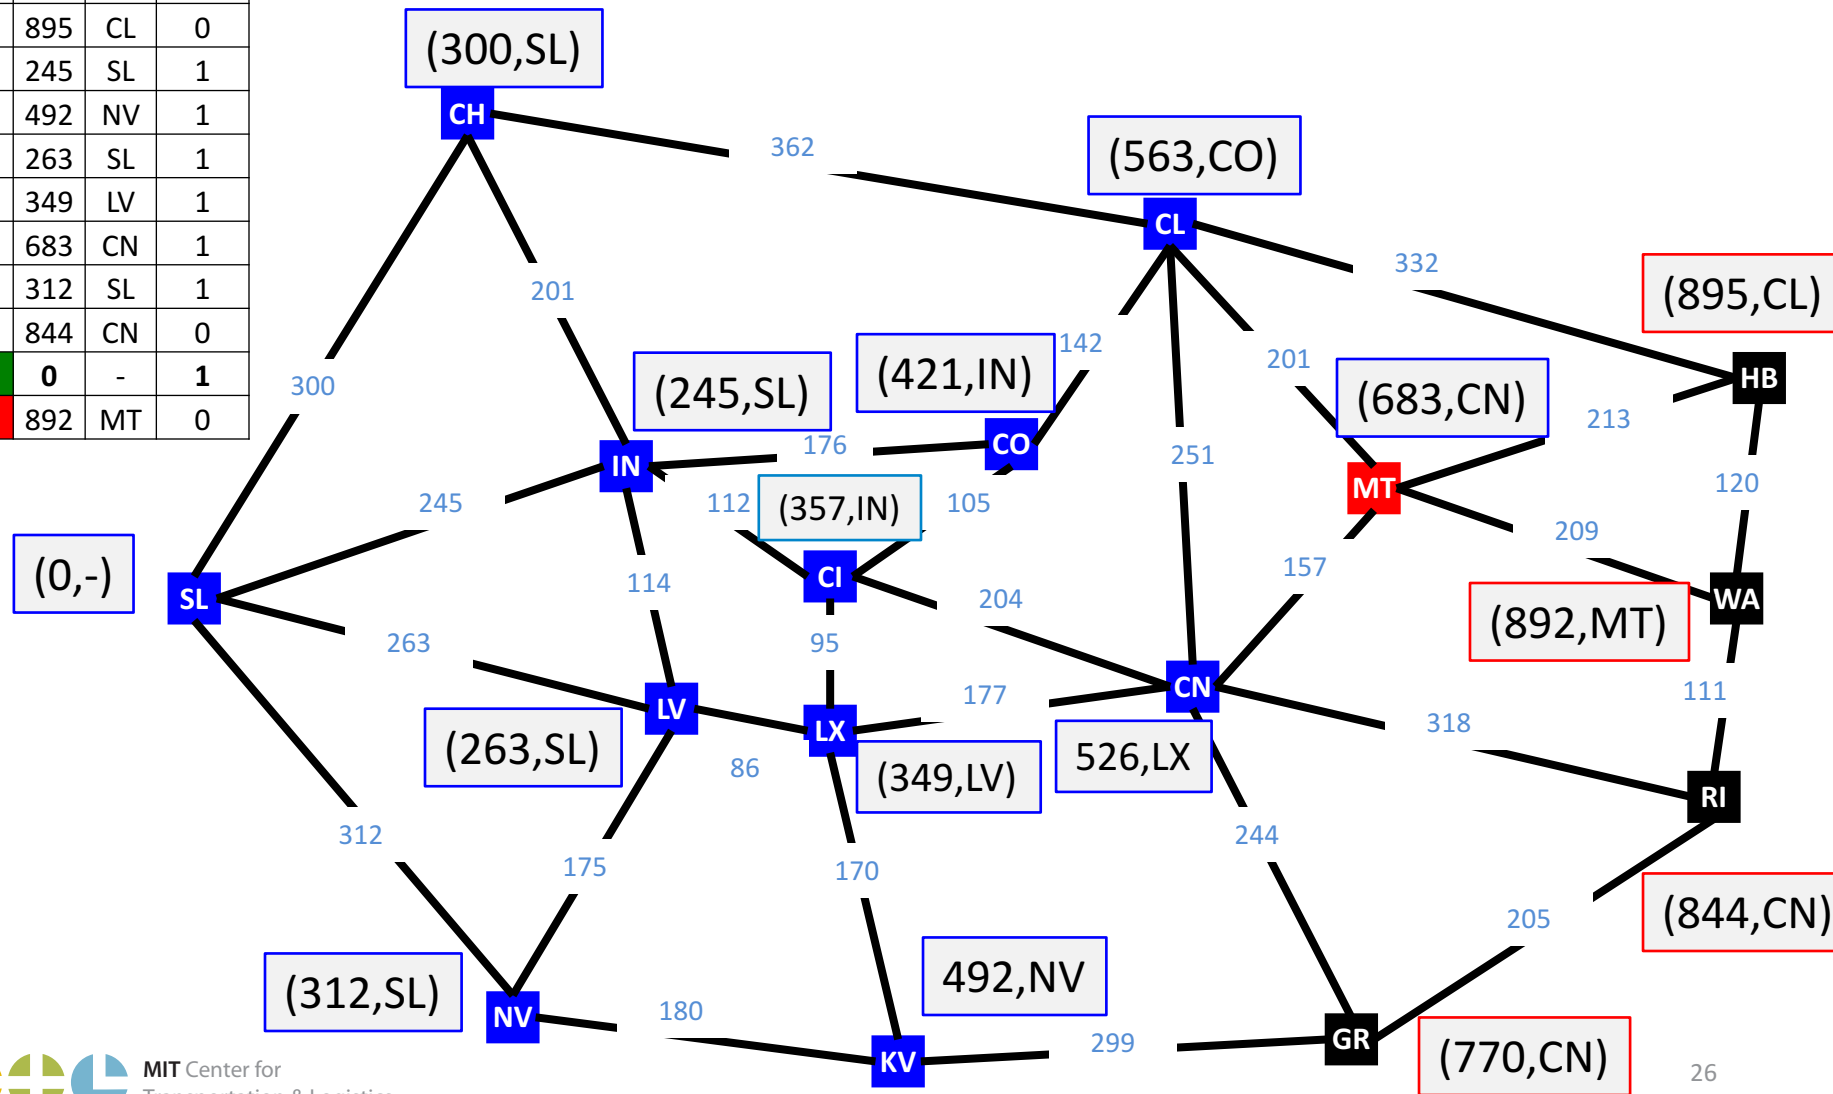 895 CL 0
245 SL 1
492 NV 1
263 SL 1
349 LV 1
683 CN 1
312 SL 1
844 CN 0
0 - 1
892 MT 0
(300,SL)
CH
362
(563,CO)
CL
332
(895,CL)
HB
201
300
(245,SL)
(421,IN)
142
201
(683,CN)
213
IN
176
CO
251
MT
120
245
112
(357,IN)
105
209
(0,-)
SL
114
CI
204
157
(892,MT)
WA
263
95
177
CN
111
LV
LX
318
(263,SL)
86
(349,LV)
526,LX
RI
312
175
170
244
(844,CN)
205
(312,SL)
NV
180
492,NV
KV
299
GR
(770,CN)
MIT Center for
26